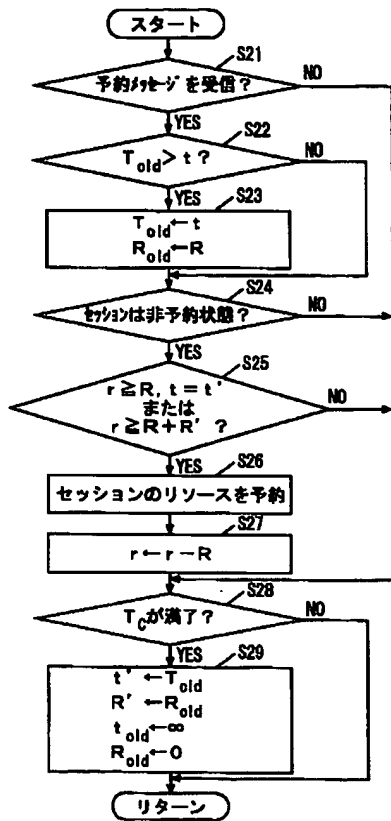 スタート
S21
予約メッセージを受信?
NO
YES
S22
T_old > t ?
NO
YES
S23
T_old ← t
R_old ← R
S24
セッションは非予約状態?
NO
YES
S25
r ≧ R, t = t'
または
r ≧ R + R' ?
NO
YES
S26
セッションのリソースを予約
S27
r ← r − R
S28
T_Cが満了?
NO
YES
S29
t' ← T_old
R' ← R_old
t_old ← ∞
R_old ← 0
リターン